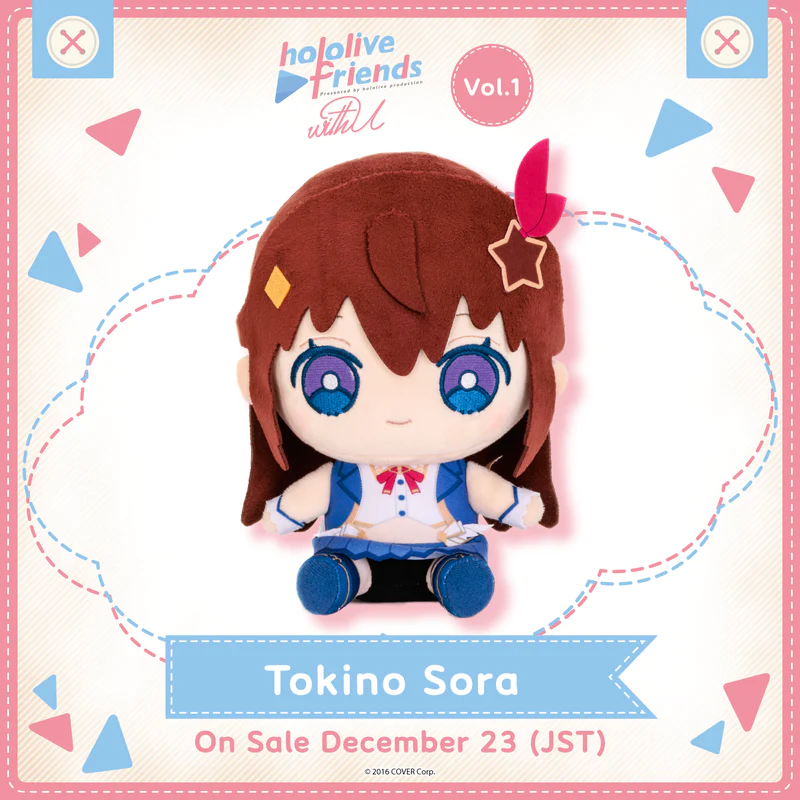 hololive
friends
Presented by hololive production
with U
Vol.1
Tokino Sora
On Sale December 23 (JST)
© 2016 COVER Corp.